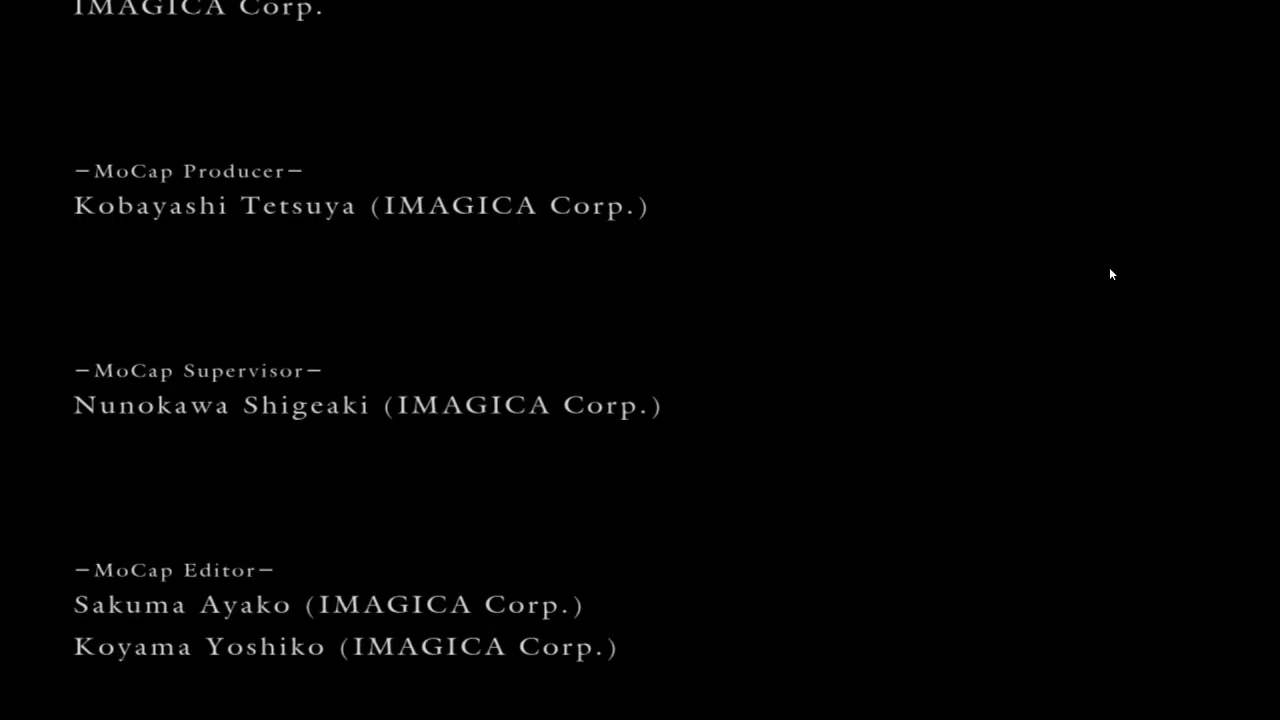 IMAGICA Corp.
−MoCap Producer−
Kobayashi Tetsuya (IMAGICA Corp.)
−MoCap Supervisor−
Nunokawa Shigeaki (IMAGICA Corp.)
−MoCap Editor−
Sakuma Ayako (IMAGICA Corp.)
Koyama Yoshiko (IMAGICA Corp.)